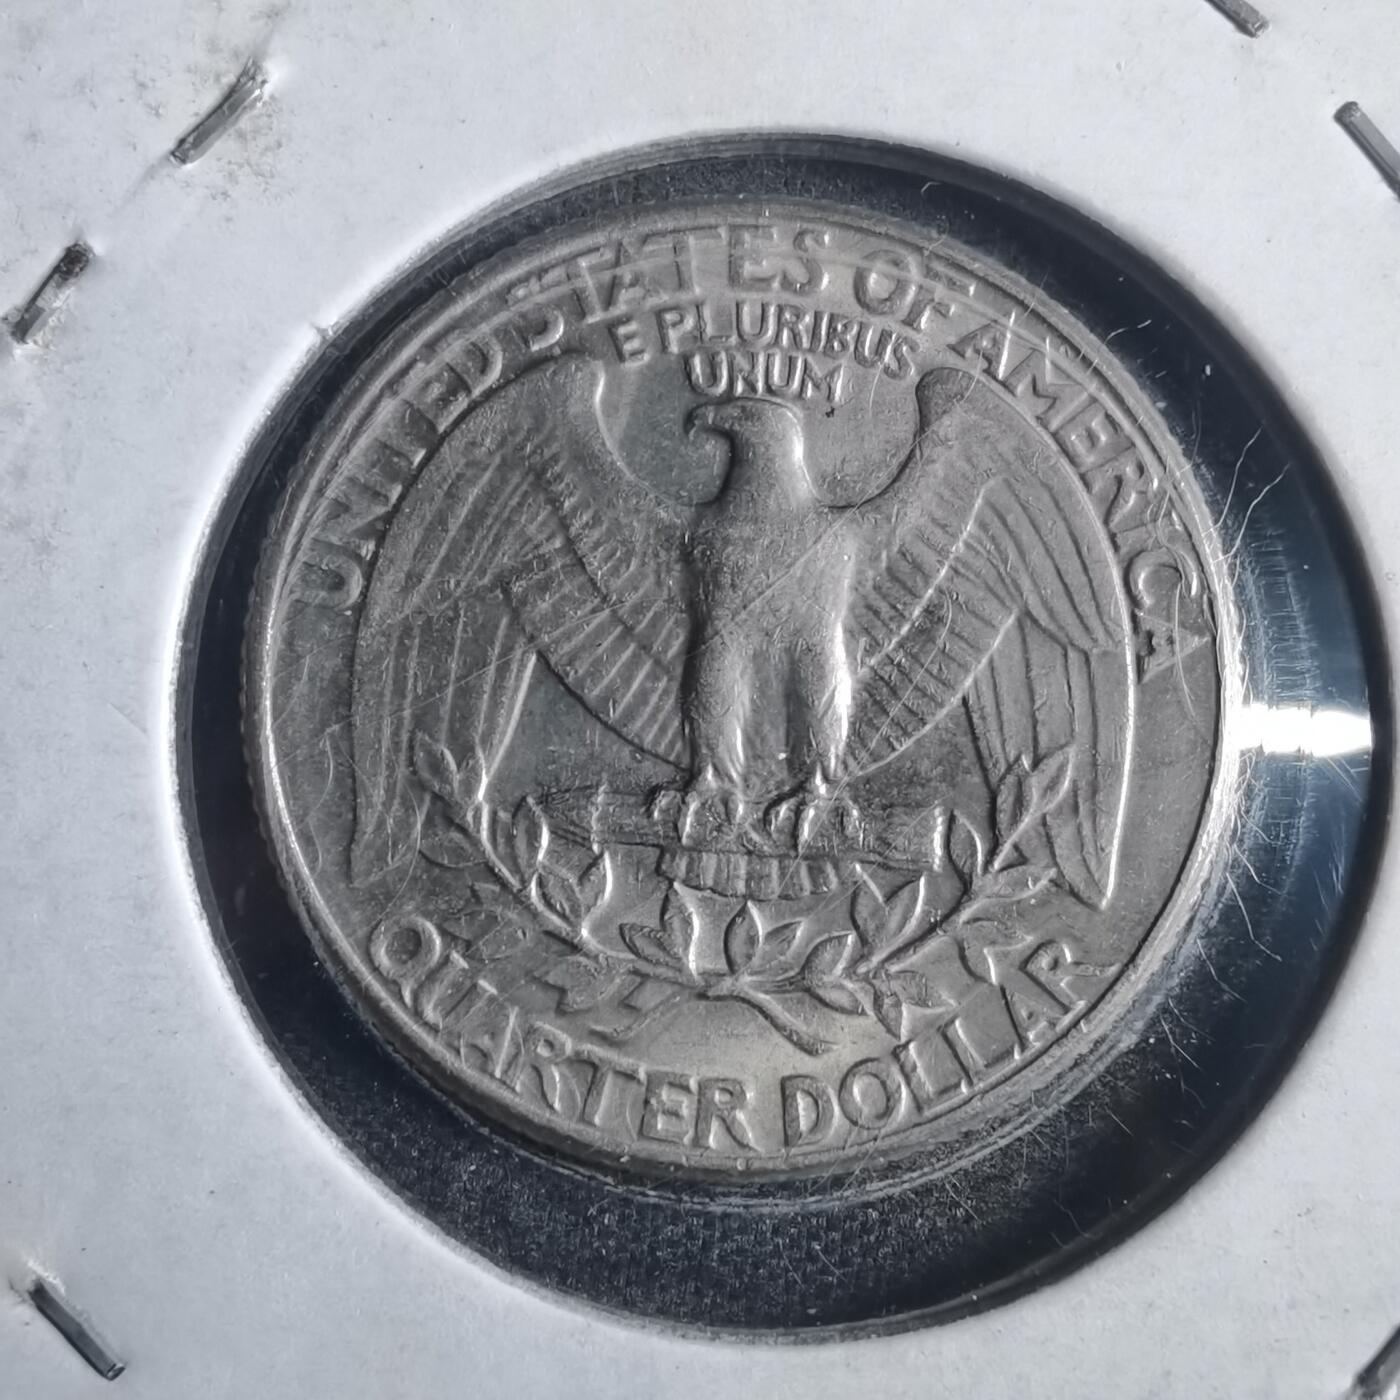 UNITED STATES OF AMERICA
E PLURIBUS
UNUM
QUARTER DOLLAR